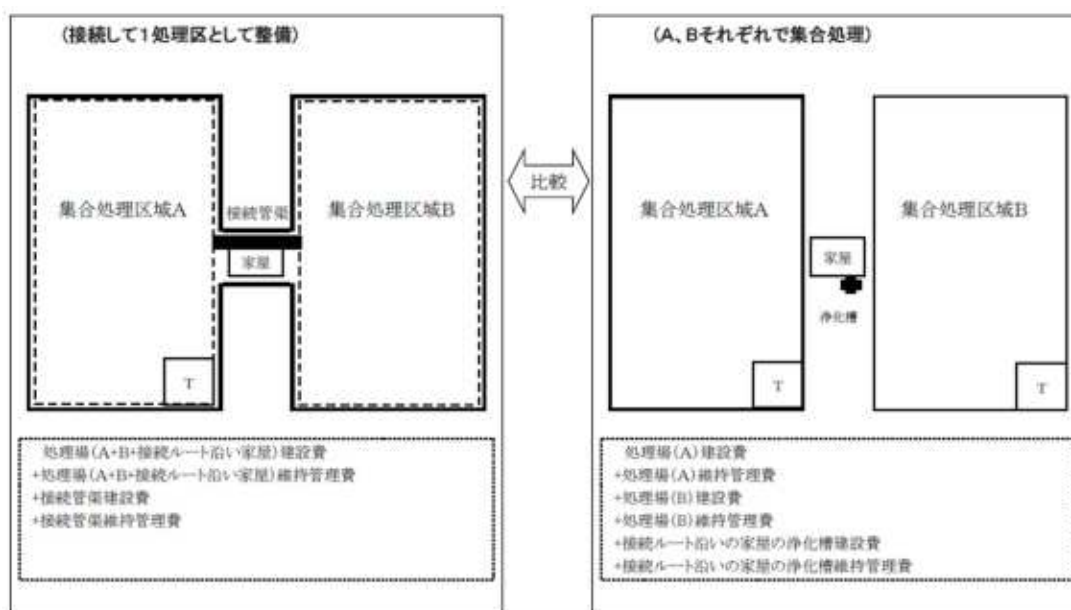 (接続して1処理区として整備)
集合処理区域A
接続管渠
集合処理区域B
家屋
T
処理場(A+B+接続ルート沿い家屋)建設費
+処理場(A+B+接続ルート沿い家屋)維持管理費
+接続管渠建設費
+接続管渠維持管理費
比較
(A、Bそれぞれで集合処理)
集合処理区域A
集合処理区域B
家屋
浄化槽
T
T
処理場(A)建設費
+処理場(A)維持管理費
+処理場(B)建設費
+処理場(B)維持管理費
+接続ルート沿いの家屋の浄化槽建設費
+接続ルート沿いの家屋の浄化槽維持管理費